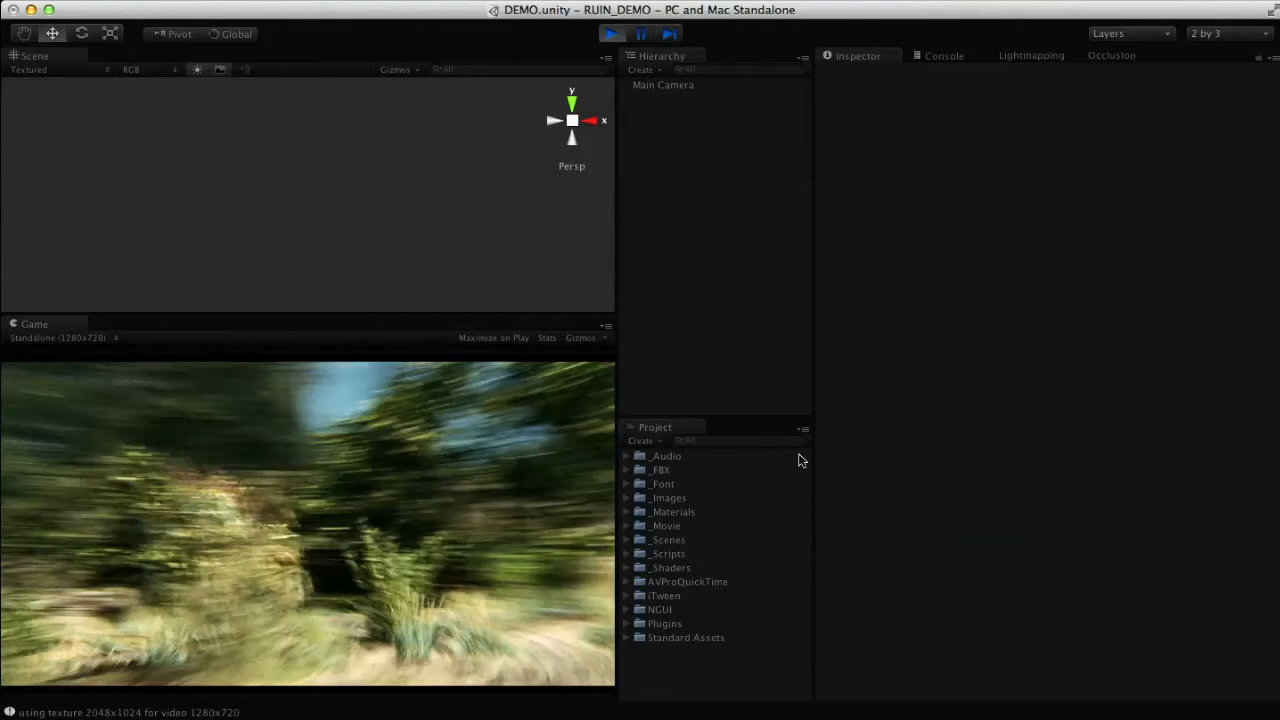 DEMO.unity – RUIN_DEMO – PC and Mac Standalone
Pivot
Global
Layers
2 by 3
Scene
Textured
RGB
Gizmos
All
y
x
Persp
Hierarchy
Create
All
Main Camera
Inspector
Console
Lightmapping
Occlusion
Game
Standalone (1280x720)
Maximize on Play
Stats
Gizmos
Project
Create
All
_Audio
_FBX
_Font
_Images
_Materials
_Movie
_Scenes
_Scripts
_Shaders
AVProQuickTime
iTween
NGUI
Plugins
Standard Assets
using texture 2048x1024 for video 1280x720